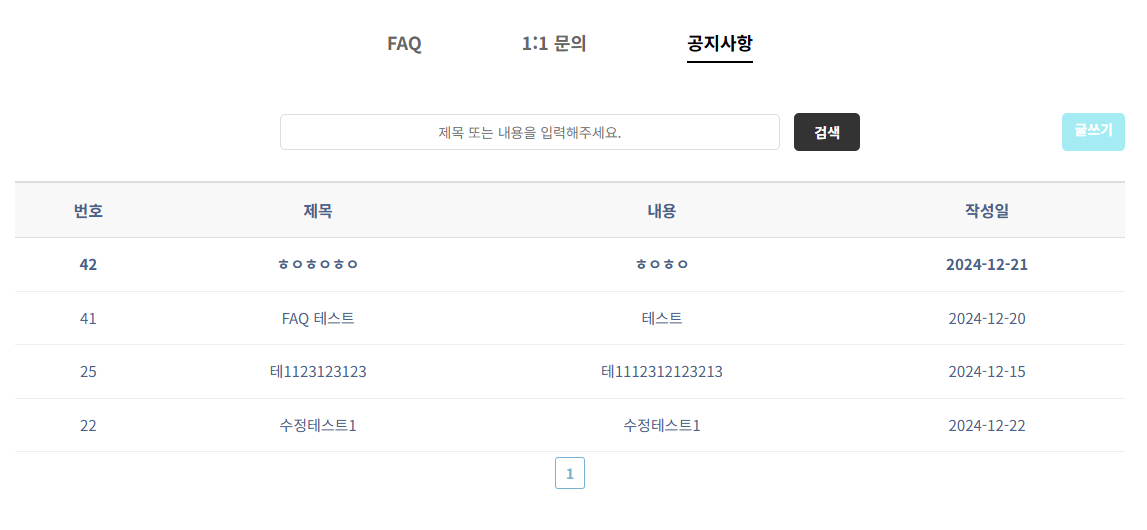 FAQ 1:1 문의 공지사항
제목 또는 내용을 입력해주세요. 검색 글쓰기
번호 제목 내용 작성일
42 ㅎㅇㅎㅇㅎㅇ ㅎㅇㅎㅇ 2024-12-21
41 FAQ 테스트 테스트 2024-12-20
25 테1123123123 테1112312123213 2024-12-15
22 수정테스트1 수정테스트1 2024-12-22
1